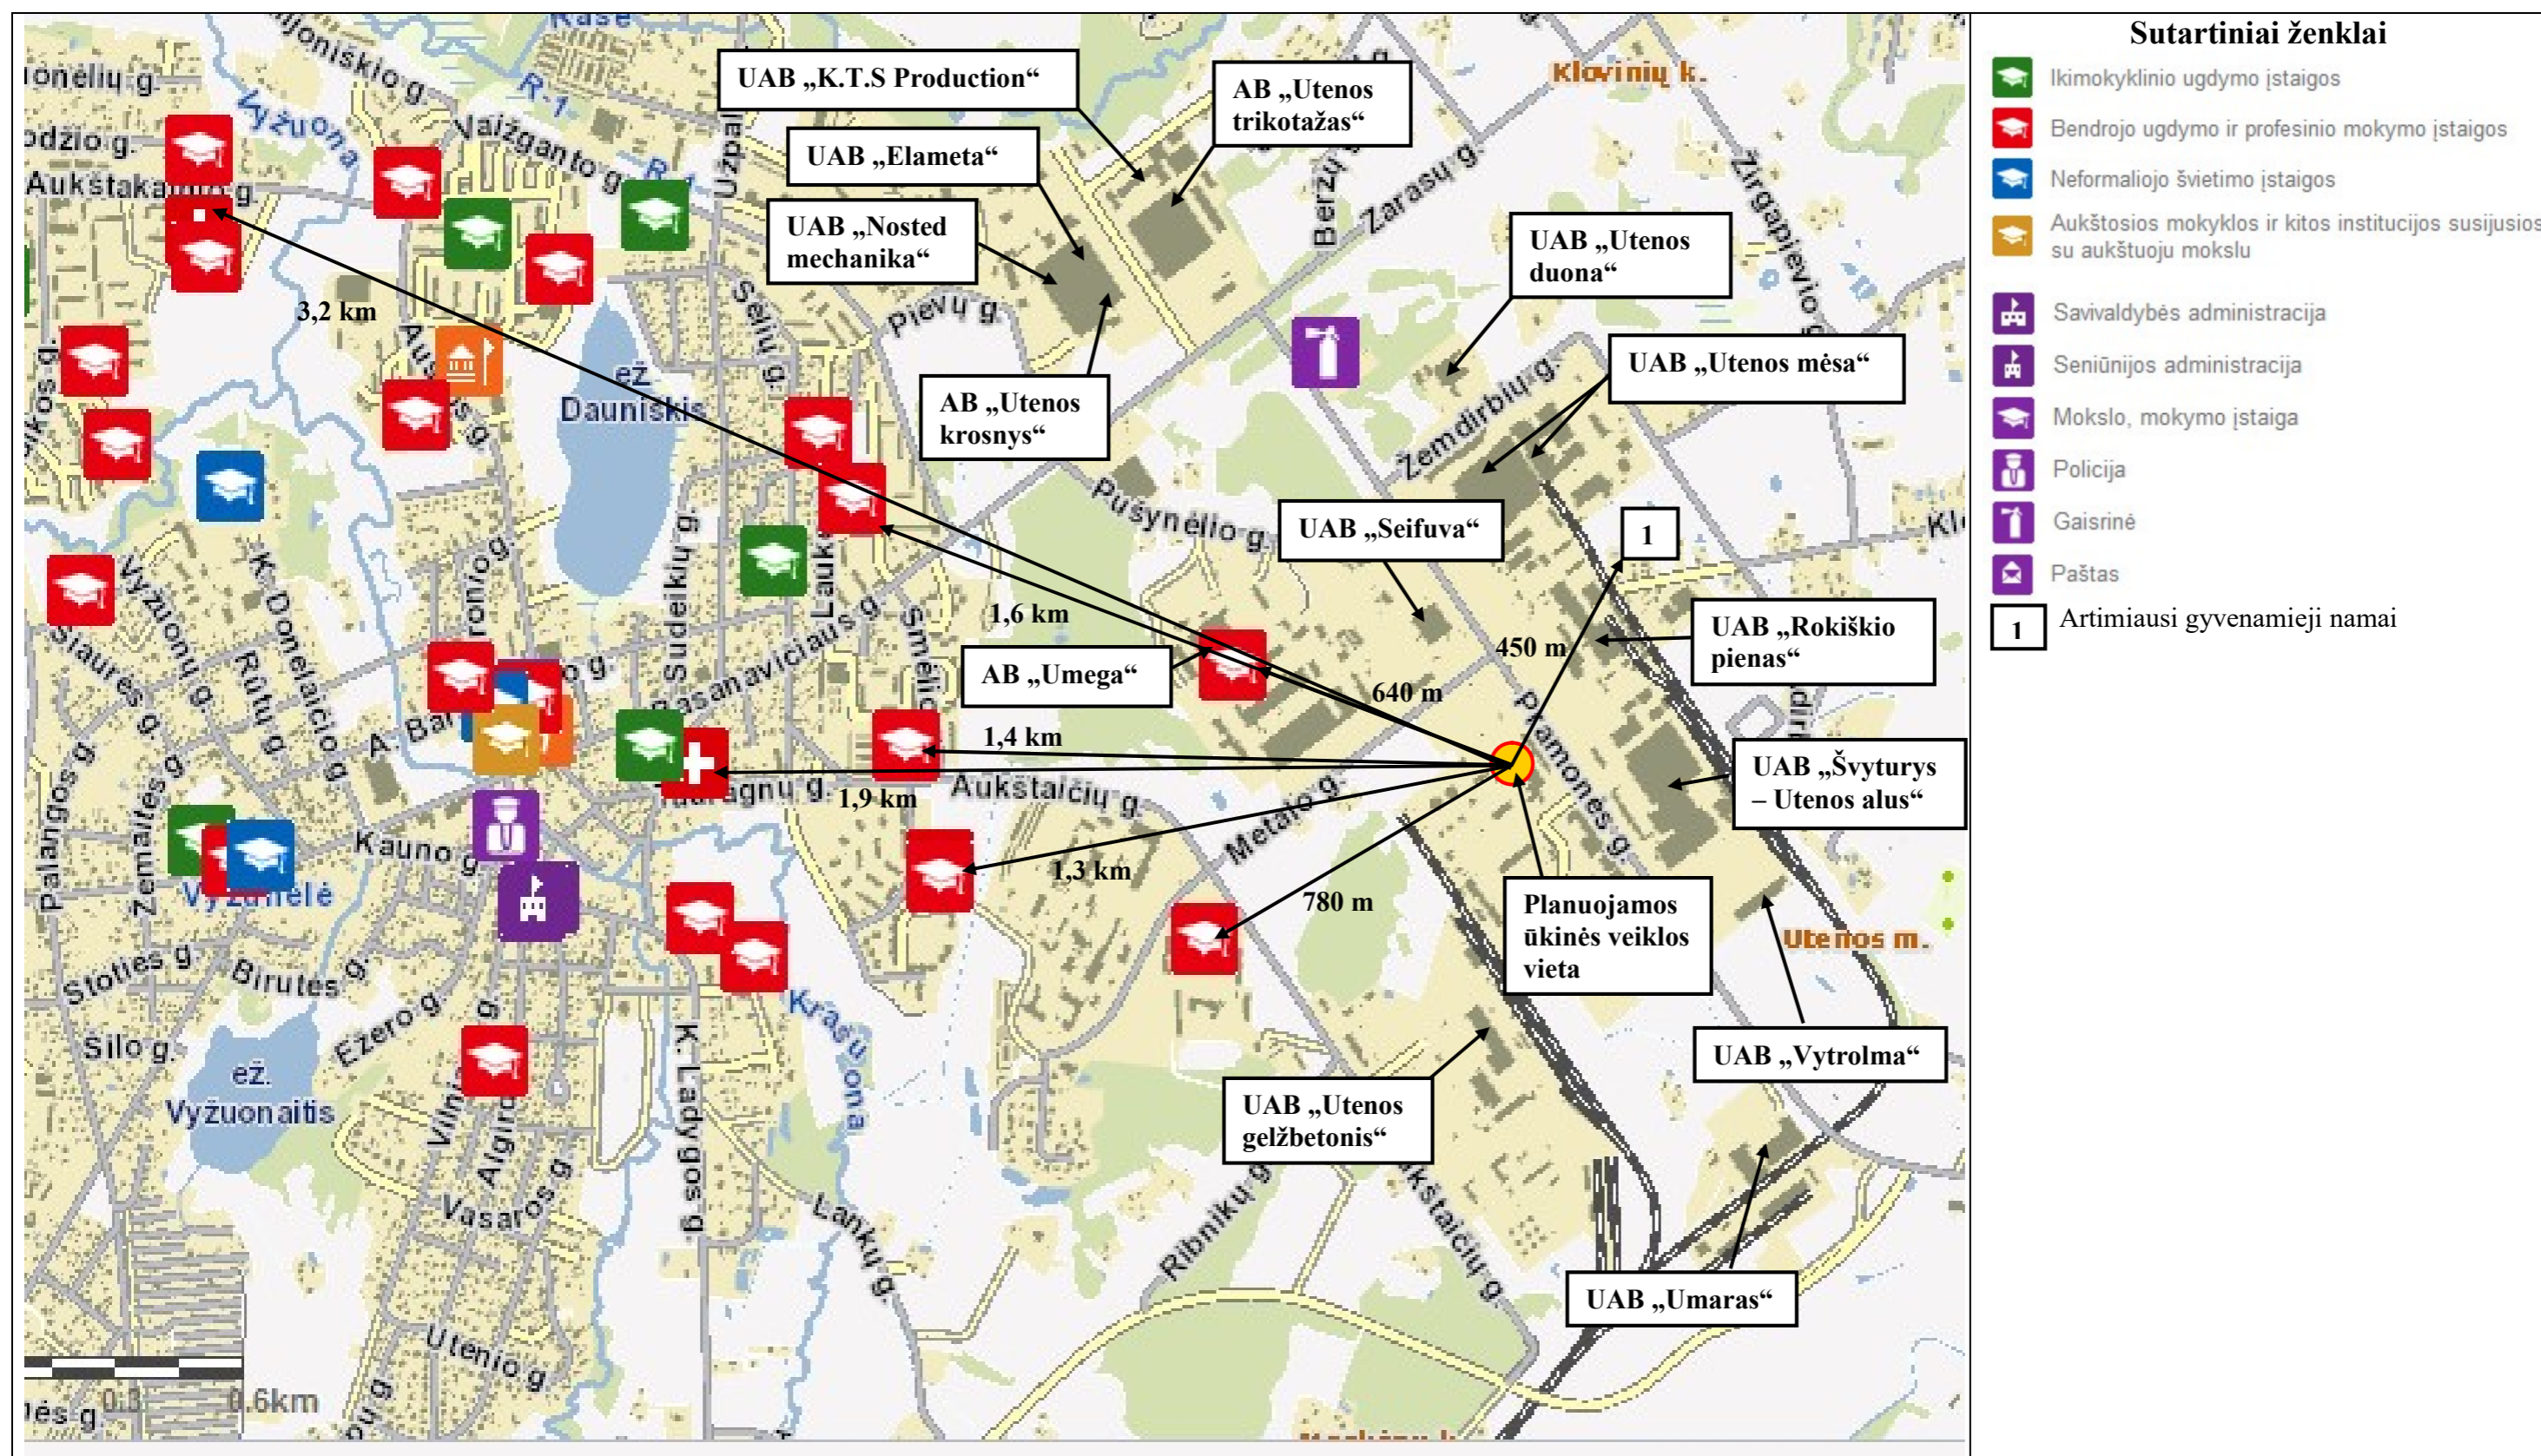 Sutartiniai ženklai
Ikimokyklinio ugdymo įstaigos
Bendrojo ugdymo ir profesinio mokymo įstaigos
Neformaliojo švietimo įstaigos
Aukštosios mokyklos ir kitos institucijos susijusios
su aukštuoju mokslu
Savivaldybės administracija
Seniūnijos administracija
Mokslo, mokymo įstaiga
Policija
Gaisrinė
Paštas
1
Artimiausi gyvenamieji namai
UAB „K.T.S Production“
AB „Utenos
trikotažas“
UAB „Elameta“
UAB „Nosted
mechanika“
UAB „Utenos
duona“
UAB „Utenos mėsa“
AB „Utenos
krosnys“
UAB „Seifuva“
1
UAB „Rokiškio
pienas“
AB „Umega“
UAB „Švyturys
– Utenos alus“
Planuojamos
ūkinės veiklos
vieta
UAB „Vytrolma“
UAB „Utenos
gelžbetonis“
UAB „Umaras“
3,2 km
1,6 km
450 m
640 m
1,4 km
1,9 km
1,3 km
780 m
Klovinių k.
Vyžuona
R-1
R-1
Vaižganto g.
Žirgapievio g.
Beržų g.
Zarasų g.
Pievų g.
Sėlių g.
ež.
Dauniškis
Žemdirbių g.
Pušynėlio g.
Sudeikių g.
Vyžuonų g.
K. Donelaičio g.
Šiaurės g.
Rūtų g.
Palangos g.
Žemaitės g.
Aukštaičių g.
Metalo g.
Pramonės g.
Kauno g.
Utenos m.
Stoties g.
Birutės g.
Ežero g.
Šilo g.
ež.
Vyžuonaitis
Krašuona
K. Ladygos g.
Vasaros g.
Lankų g.
Ribnikų g.
Utenio g.
0.3
0.6km